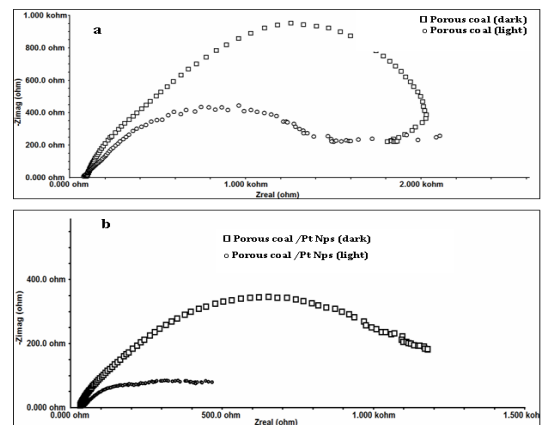 a
□ Porous coal (dark)
○ Porous coal (light)
1.000 kohm
800.0 ohm
600.0 ohm
400.0 ohm
200.0 ohm
0.000 ohm
-Zimag (ohm)
0.000 ohm 1.000 kohm 2.000 kohm
Zreal (ohm)
b
□ Porous coal /Pt Nps (dark)
○ Porous coal /Pt Nps (light)
400.0 ohm
200.0 ohm
0.000 ohm
-Zimag (ohm)
0.000 ohm 500.0 ohm 1.000 kohm 1.500 koh
Zreal (ohm)